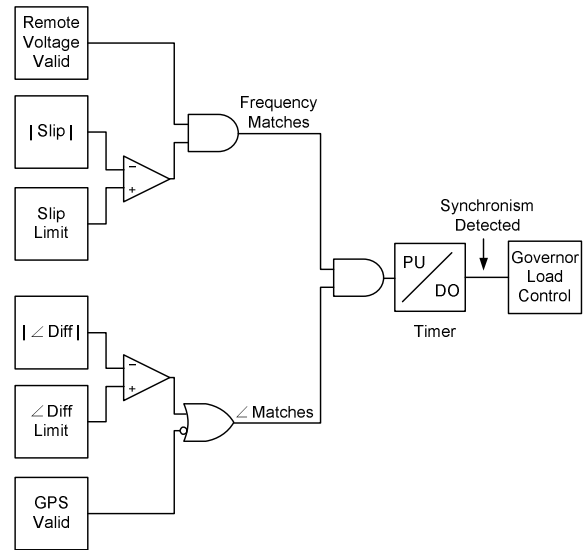 Remote
Voltage
Valid
| Slip |
Slip
Limit
−
+
Frequency
Matches
| ∠ Diff |
∠ Diff
Limit
−
+
∠ Matches
GPS
Valid
PU
DO
Timer
Synchronism
Detected
Governor
Load
Control